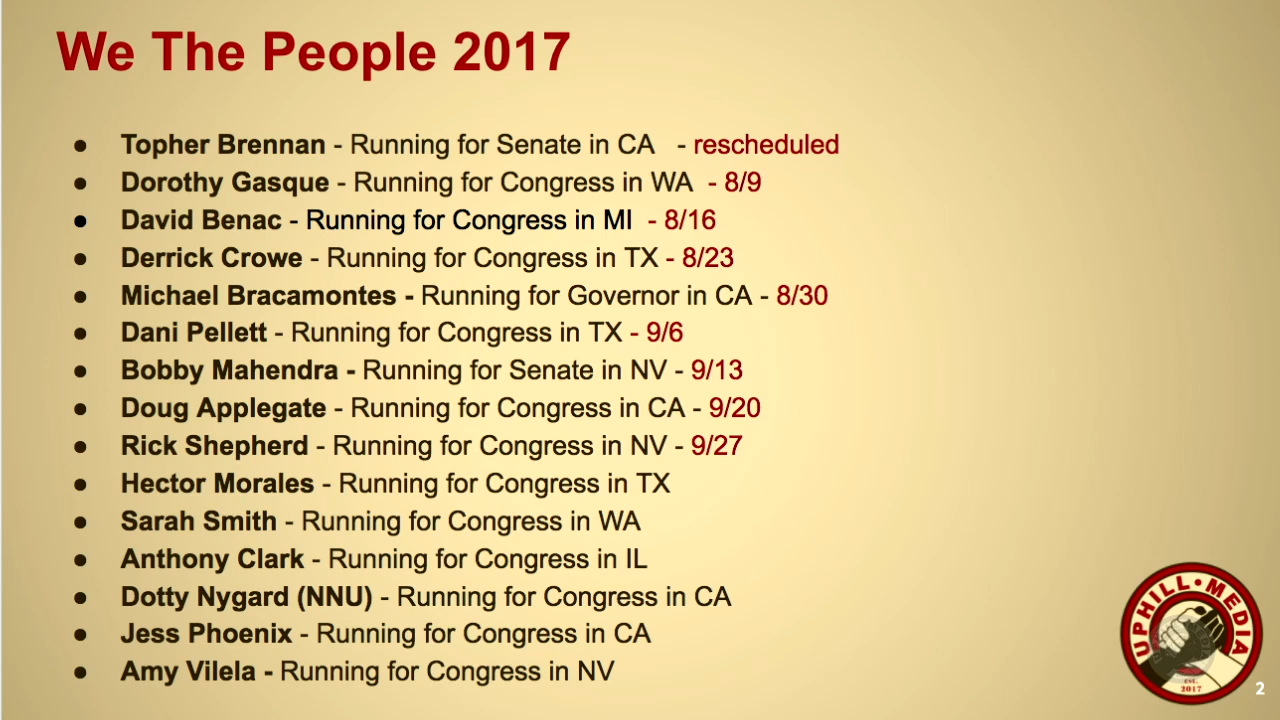 We The People 2017
● Topher Brennan - Running for Senate in CA - rescheduled
● Dorothy Gasque - Running for Congress in WA - 8/9
● David Benac - Running for Congress in MI - 8/16
● Derrick Crowe - Running for Congress in TX - 8/23
● Michael Bracamontes - Running for Governor in CA - 8/30
● Dani Pellett - Running for Congress in TX - 9/6
● Bobby Mahendra - Running for Senate in NV - 9/13
● Doug Applegate - Running for Congress in CA - 9/20
● Rick Shepherd - Running for Congress in NV - 9/27
● Hector Morales - Running for Congress in TX
● Sarah Smith - Running for Congress in WA
● Anthony Clark - Running for Congress in IL
● Dotty Nygard (NNU) - Running for Congress in CA
● Jess Phoenix - Running for Congress in CA
● Amy Vilela - Running for Congress in NV
UPHILL • MEDIA
EST.
2017
2